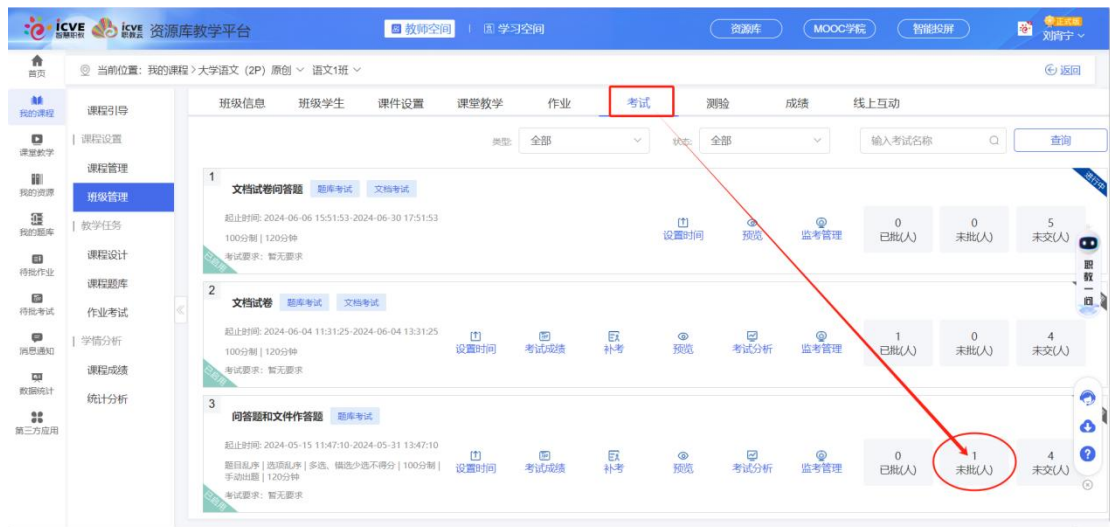 icve 智慧职教 icve 职教云 资源库教学平台 教师空间 学习空间 资源库 MOOC学院 智能投屏 正式版 刘肖宁
首页 当前位置：我的课程>大学语文（2P）原创 语文1班 返回
我的课程 课程引导 班级信息 班级学生 课件设置 课堂教学 作业 考试 测验 成绩 线上互动
课堂教学 课程设置 类型: 全部 状态: 全部 输入考试名称 查询
我的资源 课程管理
班级管理
我的题库 教学任务
待批作业 课程设计
待批考试 课程题库
消息通知 作业考试
学情分析
数据统计 课程成绩
第三方应用 统计分析
1 文档试卷问答题 题库考试 文档考试 进行中
起止时间: 2024-06-06 15:51:53-2024-06-30 17:51:53
100分制 | 120分钟
设置时间 预览 监考管理 0 已批(人) 0 未批(人) 5 未交(人)
考试要求：暂无要求
已启用
2 文档试卷 题库考试 文档考试
起止时间: 2024-06-04 11:31:25-2024-06-04 13:31:25
100分制 | 120分钟
设置时间 考试成绩 补考 预览 考试分析 监考管理 1 已批(人) 0 未批(人) 4 未交(人)
考试要求：暂无要求
已启用
3 问答题和文件作答题 题库考试
起止时间: 2024-05-15 11:47:10-2024-05-31 13:47:10
题目乱序 | 选项乱序 | 多选、错选少选不得分 | 100分制 |
手动出题 | 120分钟
设置时间 考试成绩 补考 预览 考试分析 监考管理 0 已批(人) 1 未批(人) 4 未交(人)
考试要求：暂无要求
已启用
职教一问